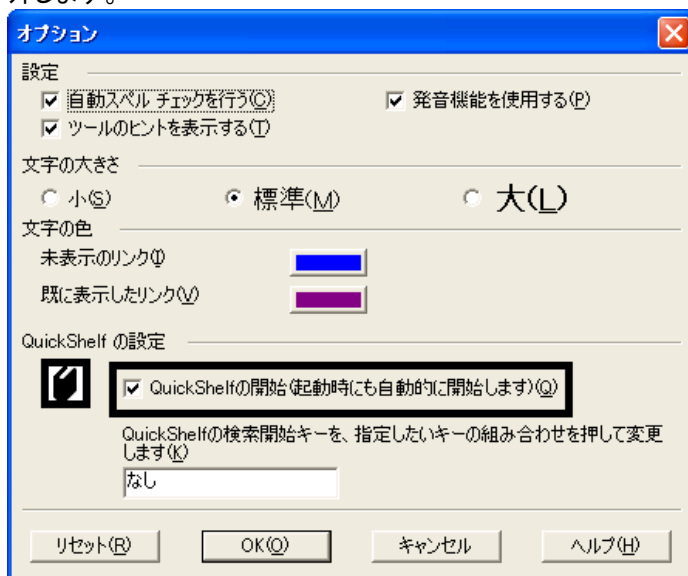 外します。
オプション
設定
自動スペル チェックを行う(C)
発音機能を使用する(P)
ツールのヒントを表示する(T)
文字の大きさ
小(S)
標準(M)
大(L)
文字の色
未表示のリンク(I)
既に表示したリンク(V)
QuickShelf の設定
QuickShelfの開始(起動時にも自動的に開始します)(Q)
QuickShelfの検索開始キーを、指定したいキーの組み合わせを押して変更
します(K)
なし
リセット(R)
OK(O)
キャンセル
ヘルプ(H)